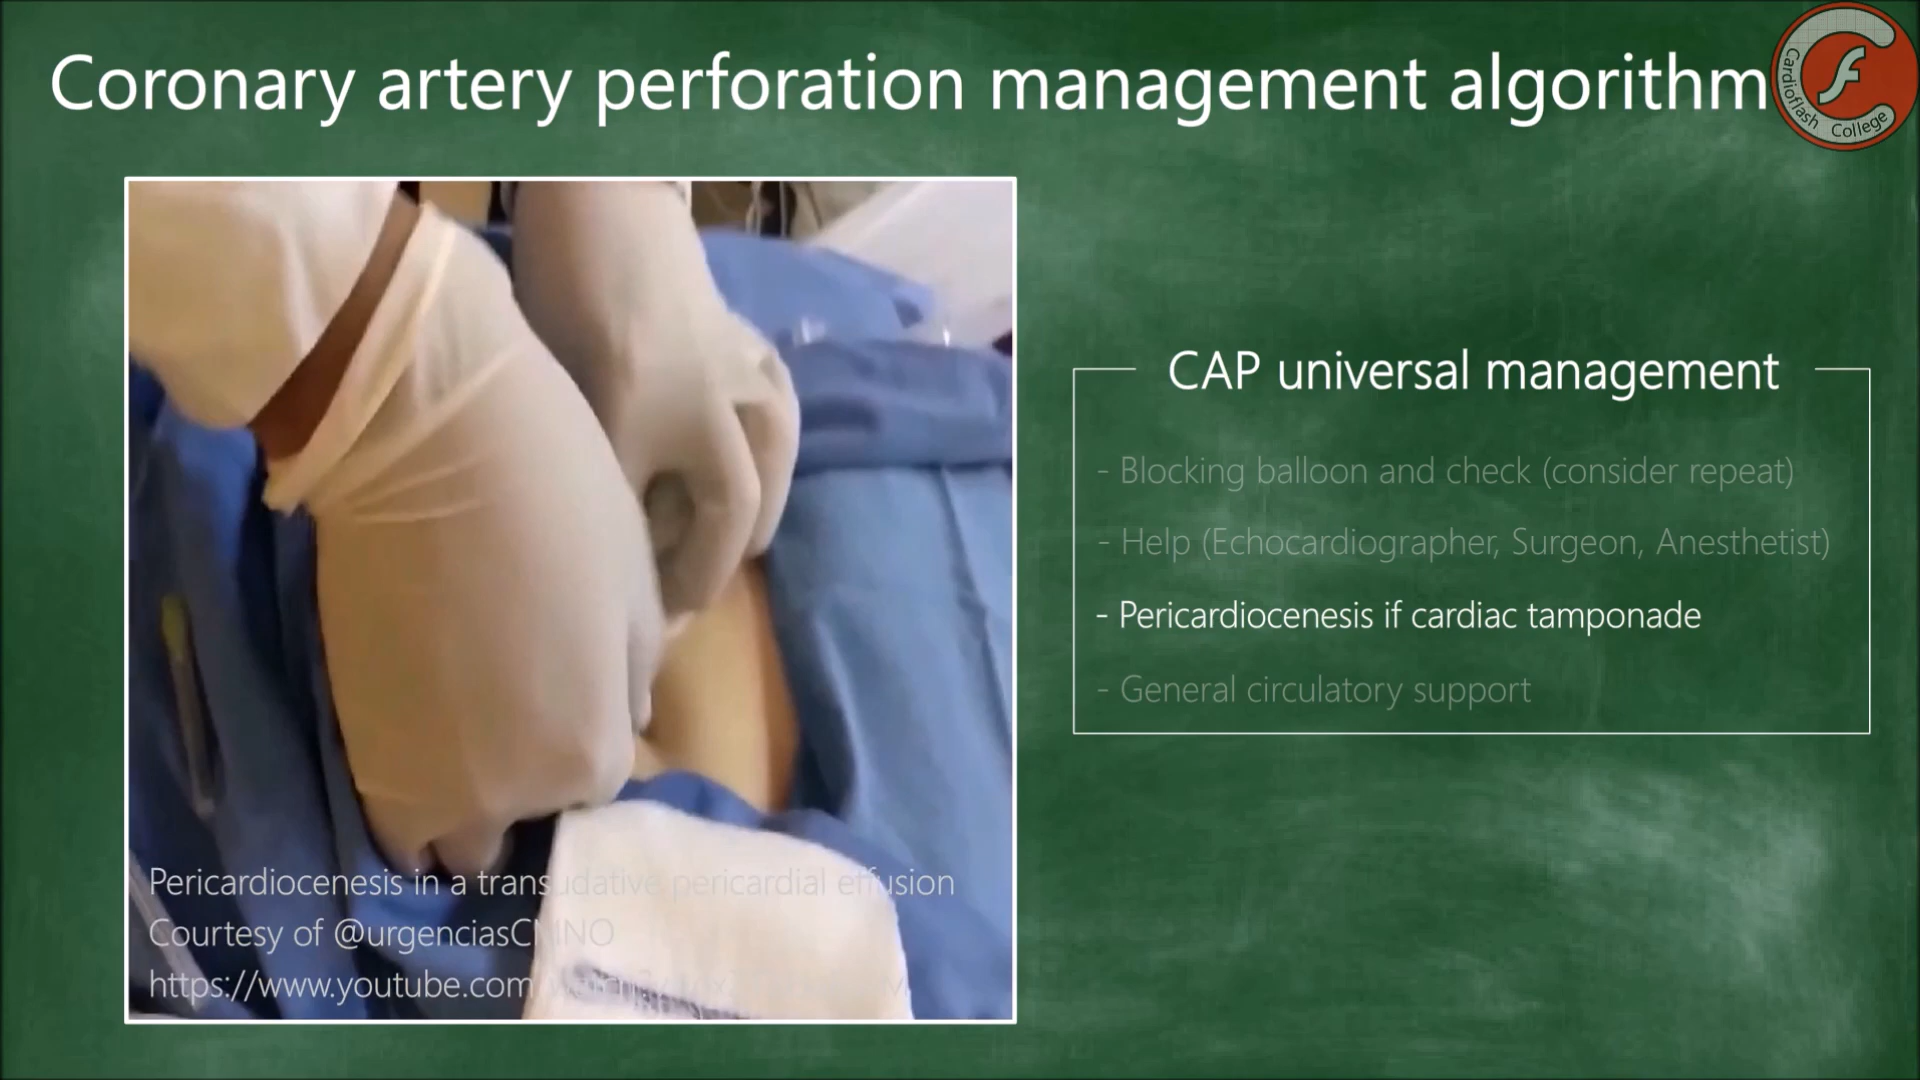 Coronary artery perforation management algorithm
Cardioflash College
CAP universal management
- Blocking balloon and check (consider repeat)
- Help (Echocardiographer, Surgeon, Anesthetist)
- Pericardiocenesis if cardiac tamponade
- General circulatory support
Pericardiocenesis in a transudative pericardial effusion
Courtesy of @urgenciasCMNO
https://www.youtube.com